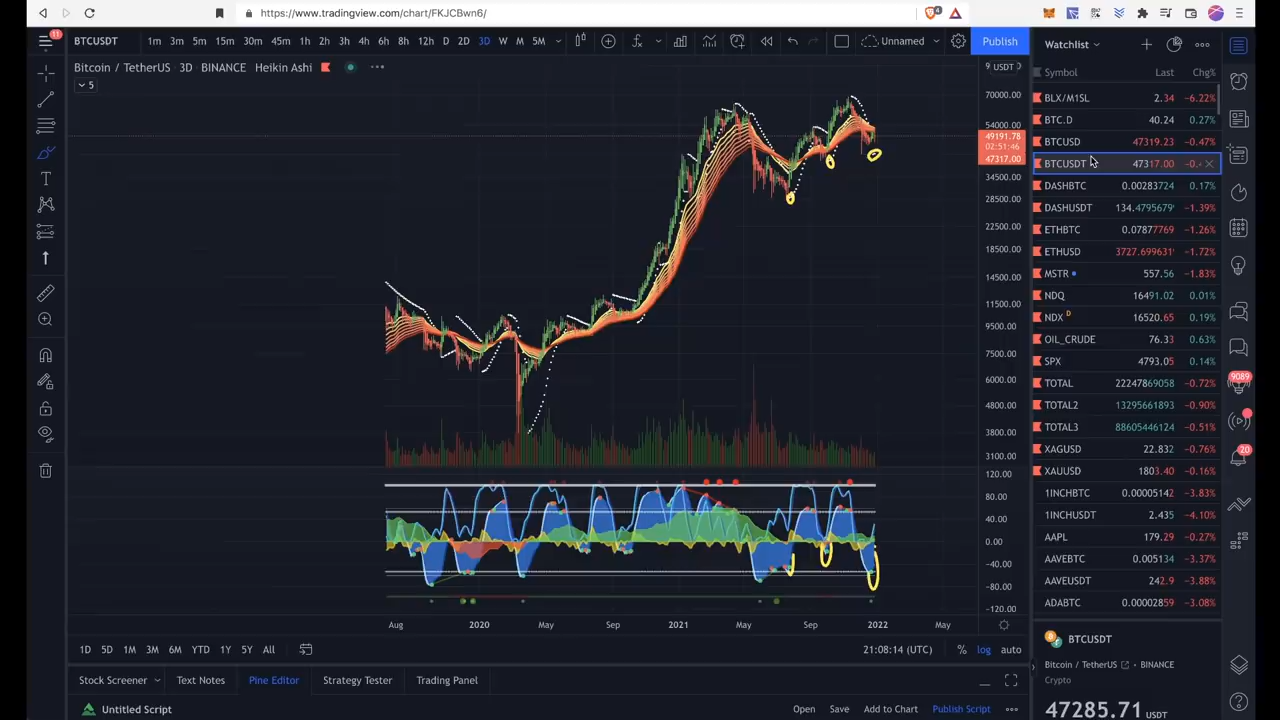 https://www.tradingview.com/chart/FKJCBwn6/
4
11
BTCUSDT 1m 3m 5m 15m 30m 45m 1h 2h 3h 4h 6h 8h 12h D 2D 3D W M 5M Unnamed Publish
Watchlist
Bitcoin / TetherUS 3D BINANCE Heikin Ashi
5
USDT
70000.00
54000.00
49191.78
02:51:46
47317.00
34500.00
28500.00
22500.00
18500.00
14500.00
11500.00
9500.00
7500.00
6000.00
4800.00
3800.00
3100.00
120.00
80.00
40.00
0.00
−40.00
−80.00
−120.00
Aug 2020 May Sep 2021 May Sep 2022 May
1D 5D 1M 3M 6M YTD 1Y 5Y All 21:08:14 (UTC) % log auto
Stock Screener Text Notes Pine Editor Strategy Tester Trading Panel
Untitled Script Open Save Add to Chart Publish Script
Symbol Last Chg%
BLX/M1SL 2.34 −6.22%
BTC.D 40.24 0.27%
BTCUSD 47319.23 −0.47%
BTCUSDT 47317.00
DASHBTC 0.00283724 0.17%
DASHUSDT 134.4795679 −1.39%
ETHBTC 0.07877769 −1.26%
ETHUSD 3727.699631 −1.72%
MSTR 557.56 −1.83%
NDQ 16491.02 0.01%
NDX D 16520.65 0.19%
OIL_CRUDE 76.33 0.63%
SPX 4793.05 0.14%
TOTAL 22247869058 −0.72%
TOTAL2 13295661893 −0.90%
TOTAL3 88605446124 −0.51%
XAGUSD 22.832 −0.76%
XAUUSD 1803.40 −0.16%
1INCHBTC 0.00005142 −3.83%
1INCHUSDT 2.435 −4.10%
AAPL 179.29 −0.27%
AAVEBTC 0.005134 −3.37%
AAVEUSDT 242.9 −3.88%
ADABTC 0.00002859 −3.08%
BTCUSDT
Bitcoin / TetherUS BINANCE
Crypto
47285.71 USDT
9089
20